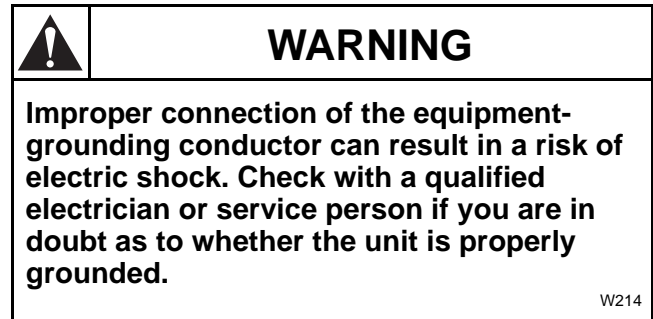 WARNING
Improper connection of the equipment-
grounding conductor can result in a risk of
electric shock. Check with a qualified
electrician or service person if you are in
doubt as to whether the unit is properly
grounded.
W214